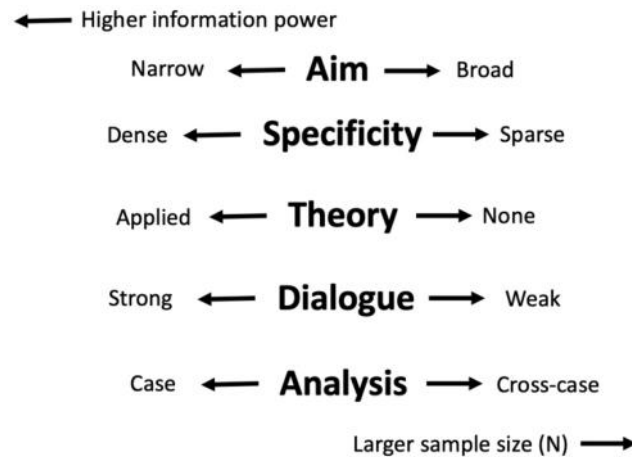 Higher information power
Narrow Aim Broad
Dense Specificity Sparse
Applied Theory None
Strong Dialogue Weak
Case Analysis Cross-case
Larger sample size (N)